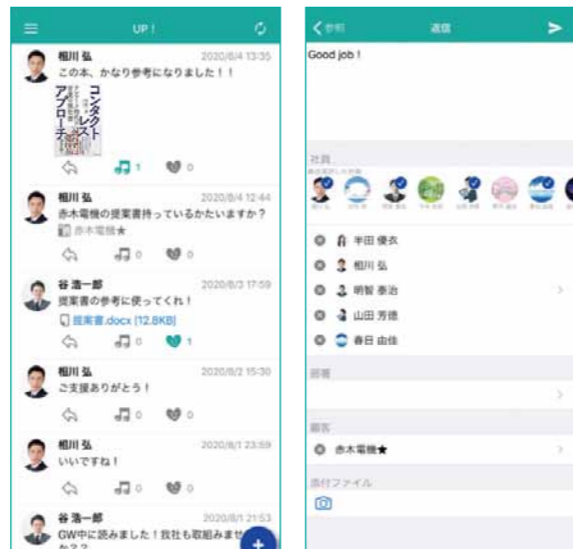 UP!
相川 弘
2020/8/4 13:35
この本、かなり参考になりました！！
コンタクト
レス
アプローチ
1
0
相川 弘
2020/8/4 12:44
赤木電機の提案書持っているかたいますか？
赤木電機★
0
0
谷 浩一郎
2020/8/3 17:59
提案書の参考に使ってくれ！
提案書.docx [12.8KB]
0
1
相川 弘
2020/8/2 15:30
ご支援ありがとう！
0
0
相川 弘
2020/8/1 23:59
いいですね！
0
0
谷 浩一郎
2020/8/1 21:53
GW中に読みました！我社も取組みませ
か？？
+
参照
返信
Good job !
社員
半田 優衣
相川 弘
明智 泰治
山田 芳徳
春日 由佳
部署
顧客
赤木電機★
添付ファイル